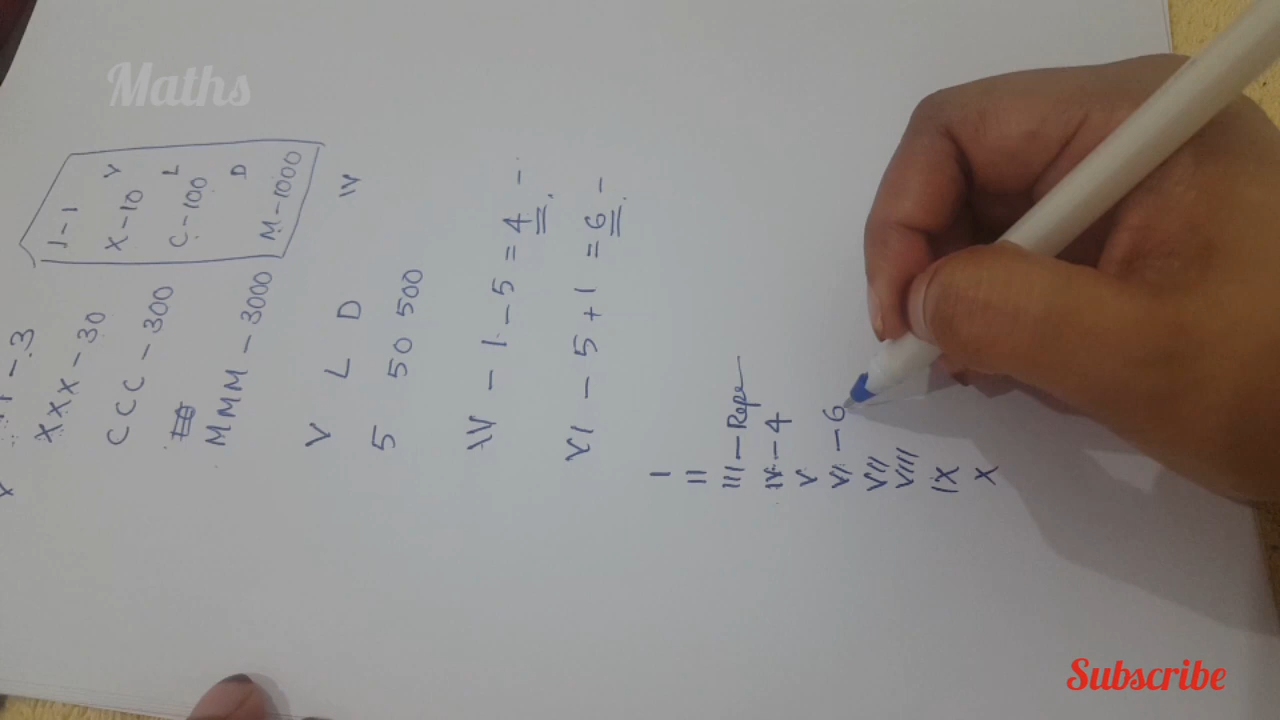 Maths
I - 1
X - 10 V
C - 100 L
D
M - 1000
- 3
XXX - 30
CCC - 300
MMM - 3000
IV
V L D
5 50 500
IV - 1 - 5 = 4 -
VI - 5 + 1 = 6 -
I
II
III - Repe
IV - 4
V
VI - 6
VII
VIII
IX
X
Subscribe